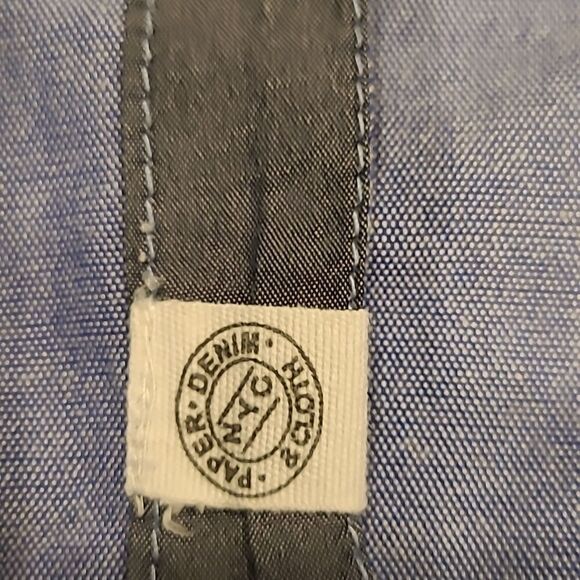 PAPER · DENIM · & CLOTH ·
NYC